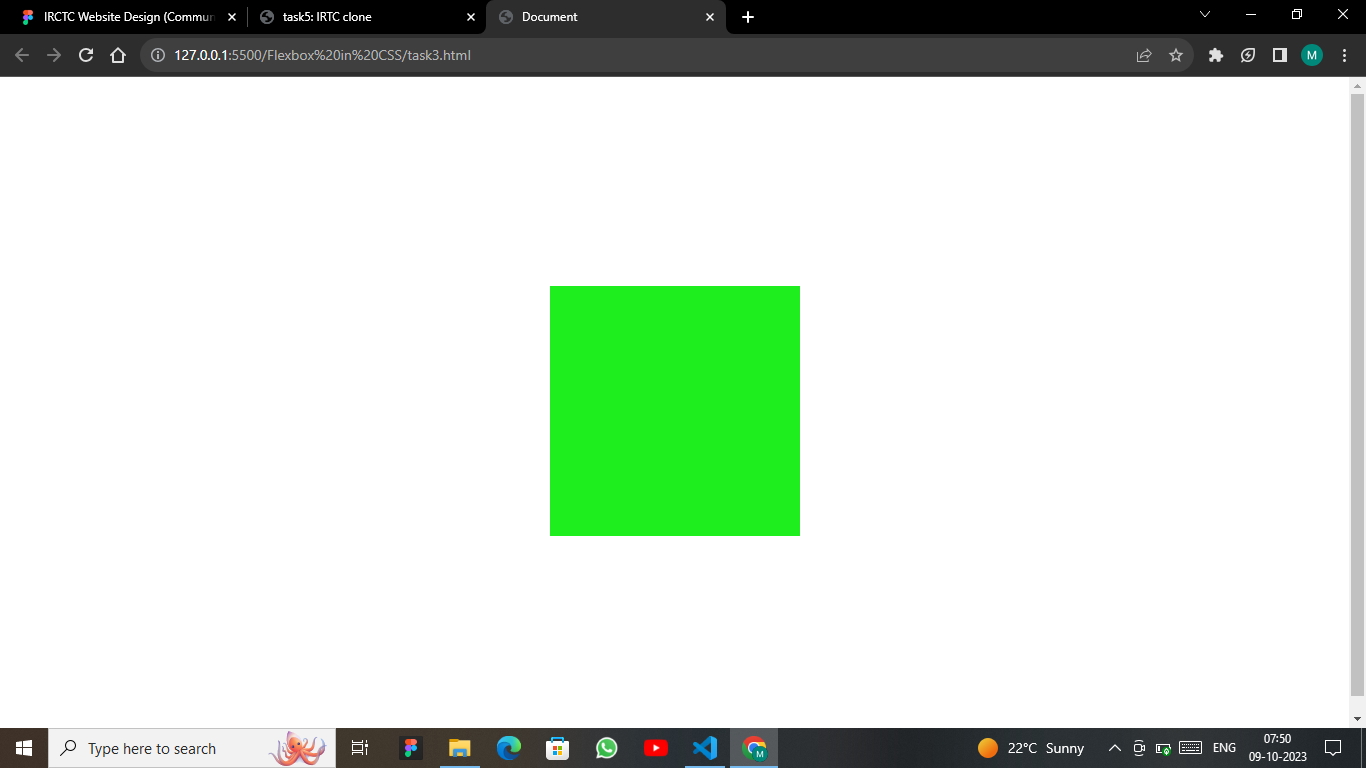 IRCTC Website Design (Commun
task5: IRTC clone
Document
127.0.0.1:5500/Flexbox%20in%20CSS/task3.html
M
Type here to search
M
22°C Sunny
ENG
07:50
09-10-2023